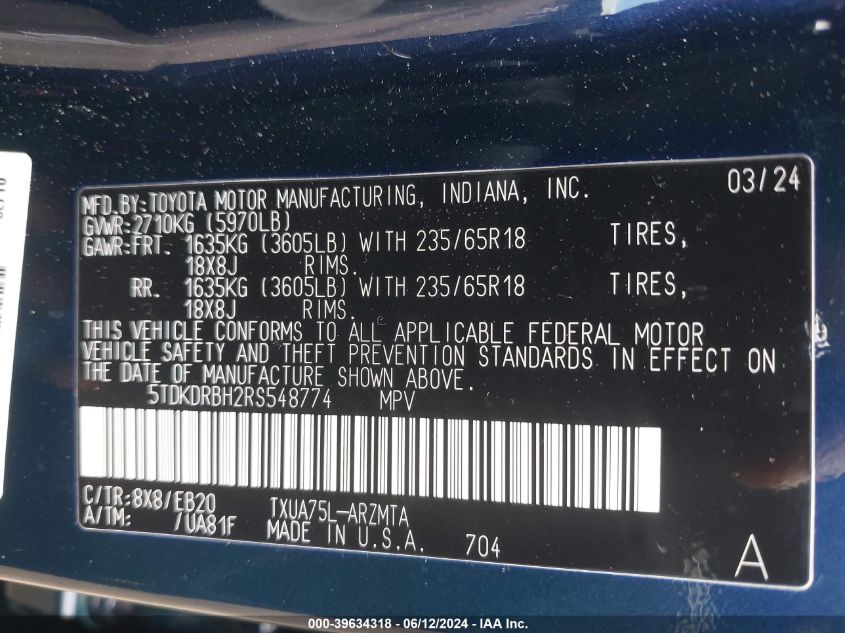 MFD.BY:TOYOTA MOTOR MANUFACTURING, INDIANA, INC. 03/24
GVWR:2710KG (5970LB)
GAWR:FRT. 1635KG (3605LB) WITH 235/65R18 TIRES,
18X8J RIMS.
RR. 1635KG (3605LB) WITH 235/65R18 TIRES,
18X8J RIMS.
THIS VEHICLE CONFORMS TO ALL APPLICABLE FEDERAL MOTOR
VEHICLE SAFETY AND THEFT PREVENTION STANDARDS IN EFFECT ON
THE DATE OF MANUFACTURE SHOWN ABOVE.
5TDKDRBH2RS548774 MPV
C/TR:8X8/EB20 TXUA75L-ARZMTA
A/TM: /UA81F MADE IN U.S.A. 704 A
000-39634318 - 06/12/2024 - IAA Inc.